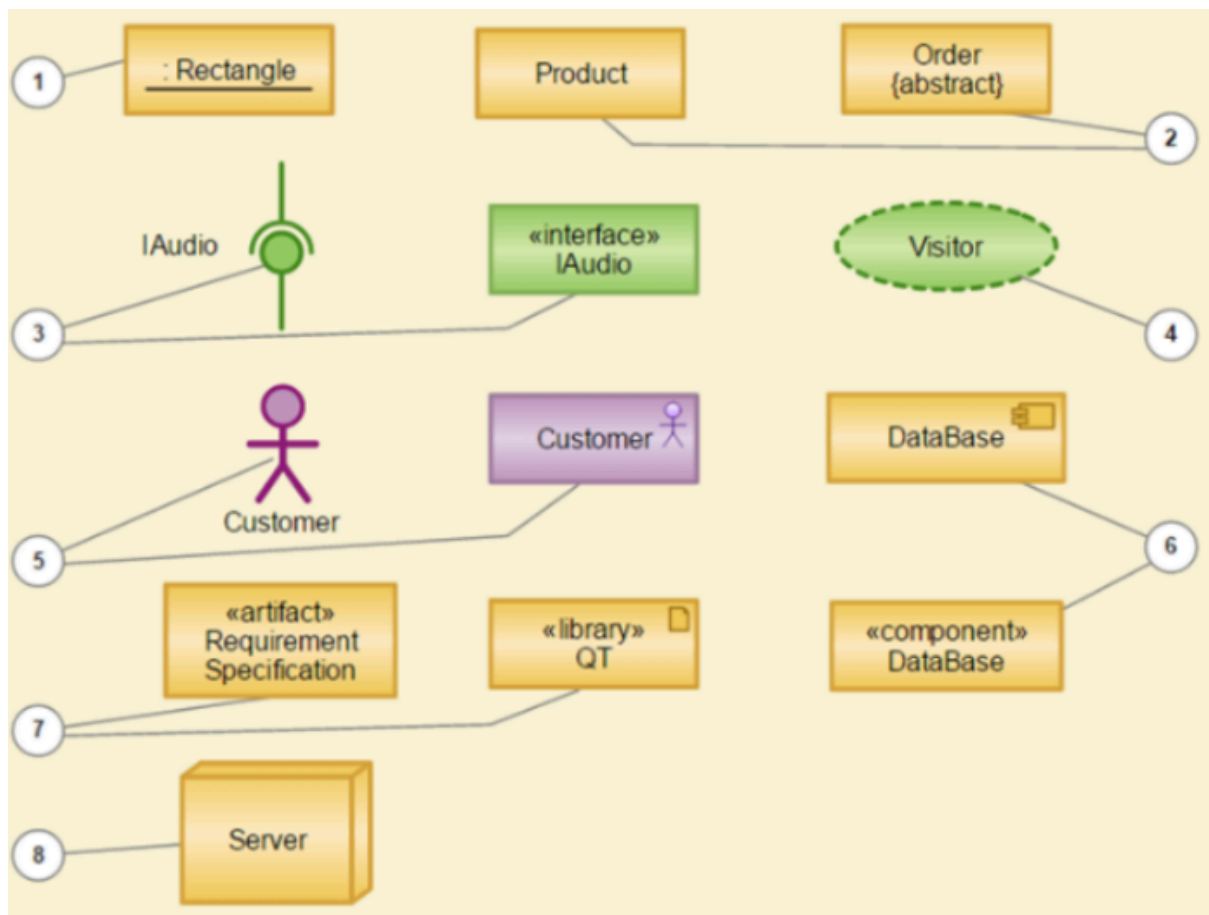 1
: Rectangle
Product
Order
{abstract}
2
IAudio
«interface»
IAudio
Visitor
3
4
Customer
Customer
DataBase
5
6
«artifact»
Requirement
Specification
«library»
QT
«component»
DataBase
7
8
Server